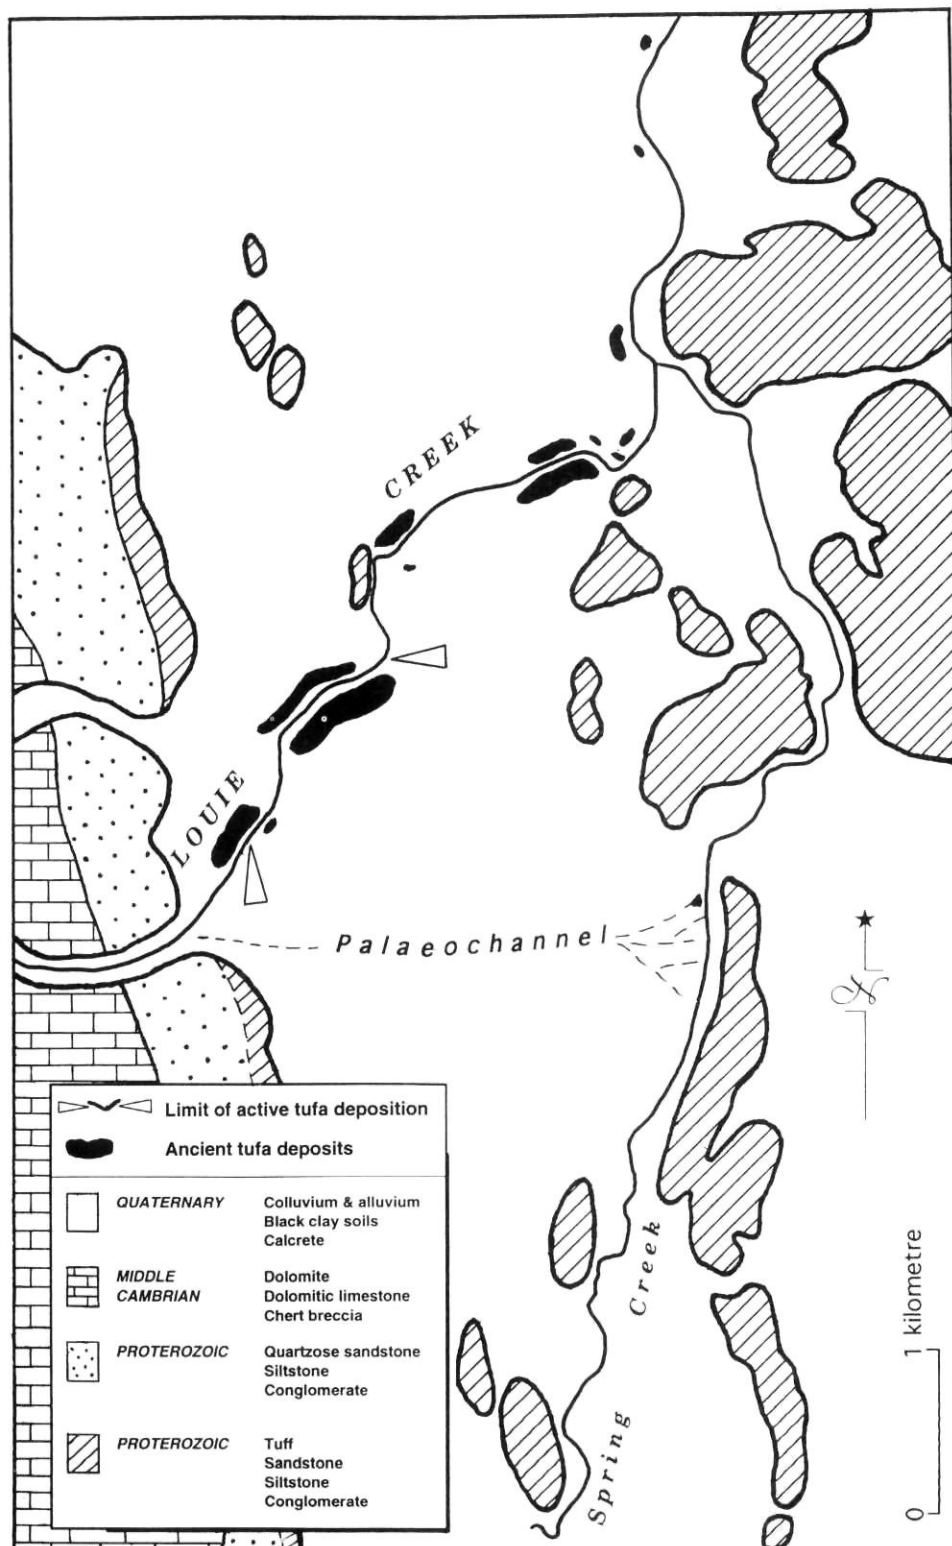 CREEK
LOUIE
Palaeochannel
Limit of active tufa deposition
Ancient tufa deposits
QUATERNARY Colluvium & alluvium
Black clay soils
Calcrete
MIDDLE Dolomite
CAMBRIAN Dolomitic limestone
Chert breccia
PROTEROZOIC Quartzose sandstone
Siltstone
Conglomerate
PROTEROZOIC Tuff
Sandstone
Siltstone
Conglomerate
Spring Creek
0 1 kilometre